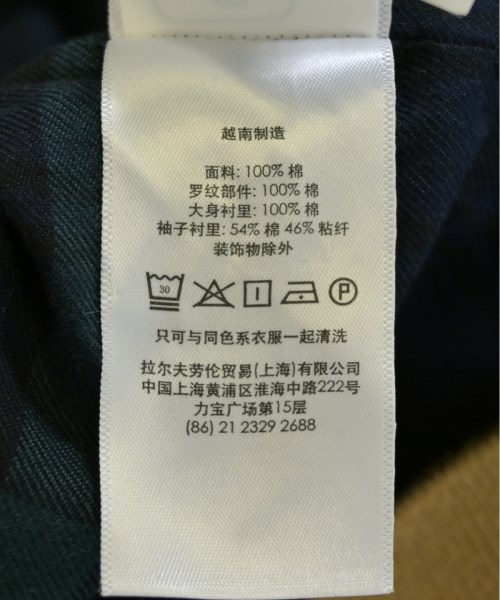 越南制造
面料: 100% 棉
罗纹部件: 100% 棉
大身衬里: 100% 棉
袖子衬里: 54% 棉 46% 粘纤
装饰物除外
30 P
只可与同色系衣服一起清洗
拉尔夫劳伦贸易(上海)有限公司
中国上海黄浦区淮海中路222号
力宝广场第15层
(86) 21 2329 2688